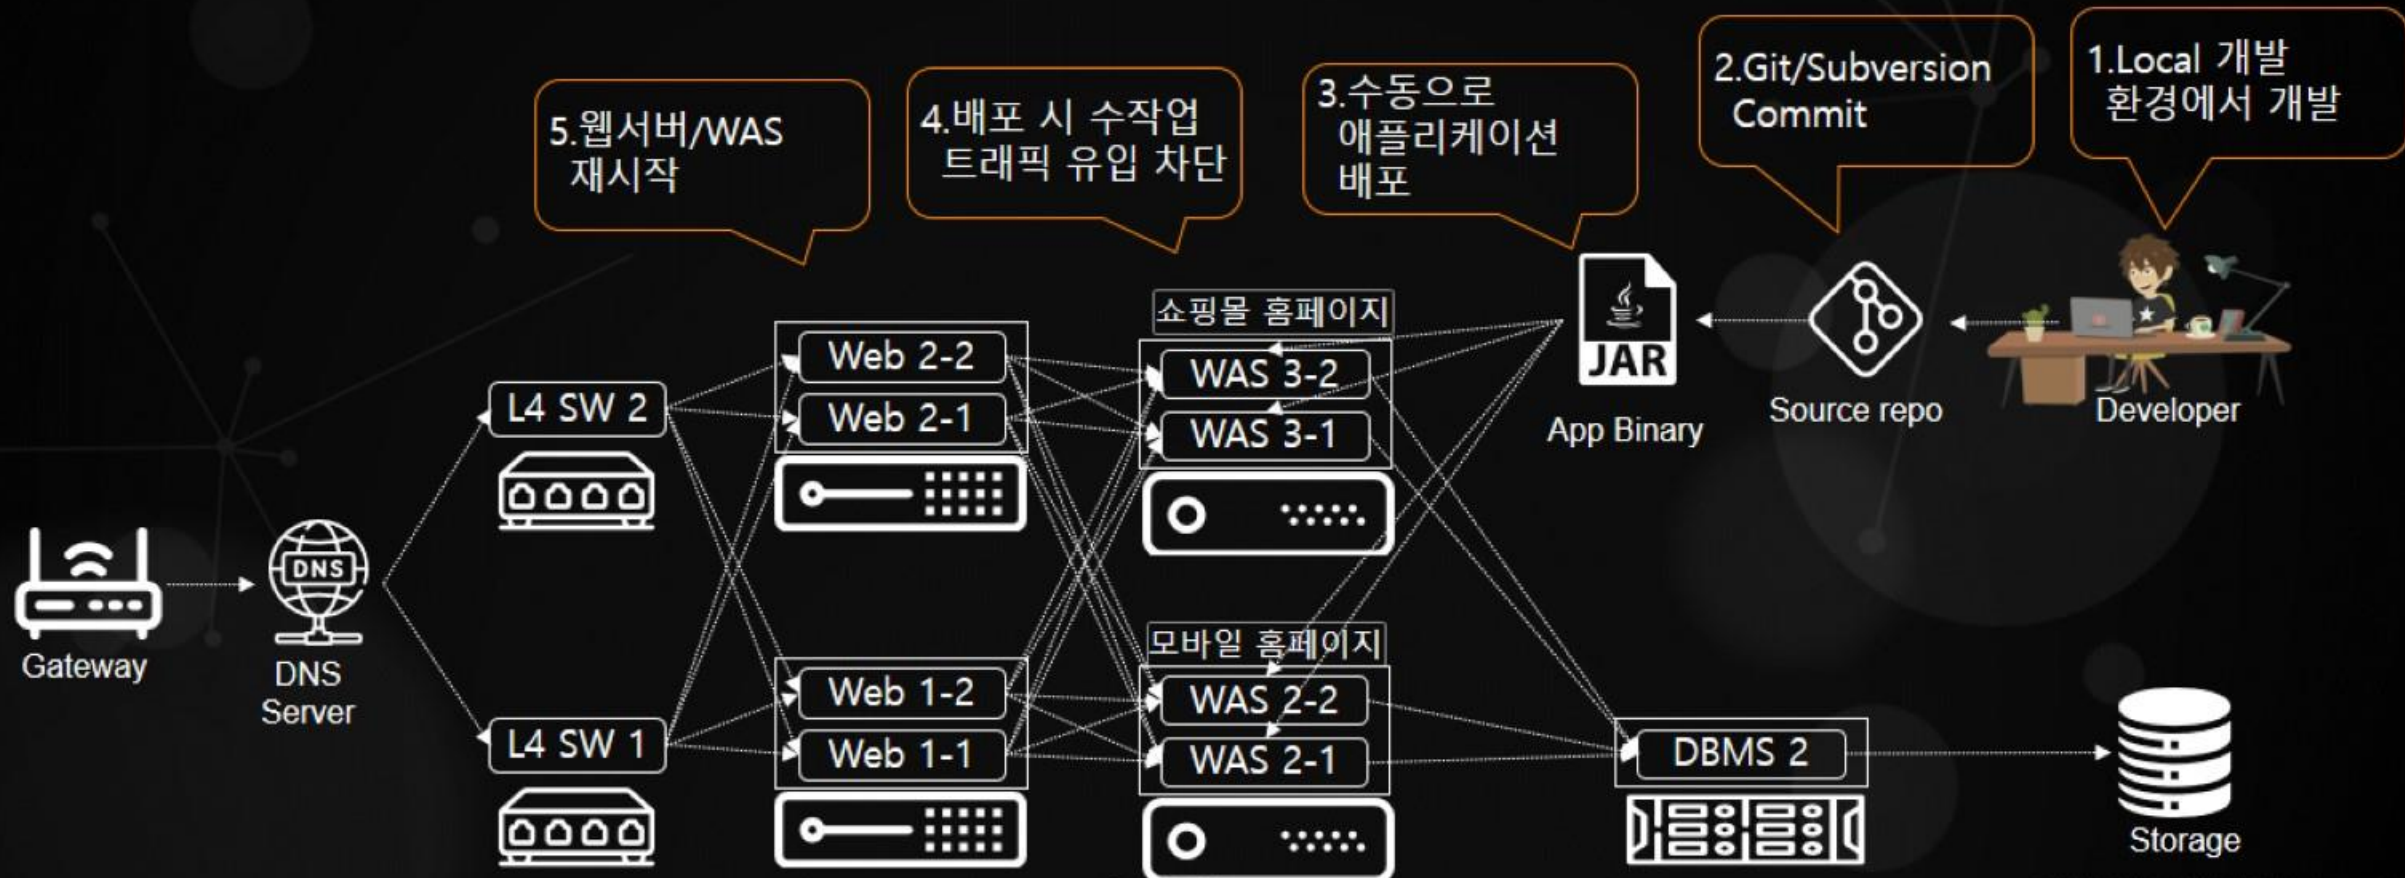 5.웹서버/WAS
재시작
4.배포 시 수작업
트래픽 유입 차단
3.수동으로
애플리케이션
배포
2.Git/Subversion
Commit
1.Local 개발
환경에서 개발
쇼핑몰 홈페이지
Web 2-2
Web 2-1
WAS 3-2
WAS 3-1
L4 SW 2
JAR
App Binary
Source repo
Developer
DNS
Gateway
DNS
Server
모바일 홈페이지
L4 SW 1
Web 1-2
Web 1-1
WAS 2-2
WAS 2-1
DBMS 2
Storage